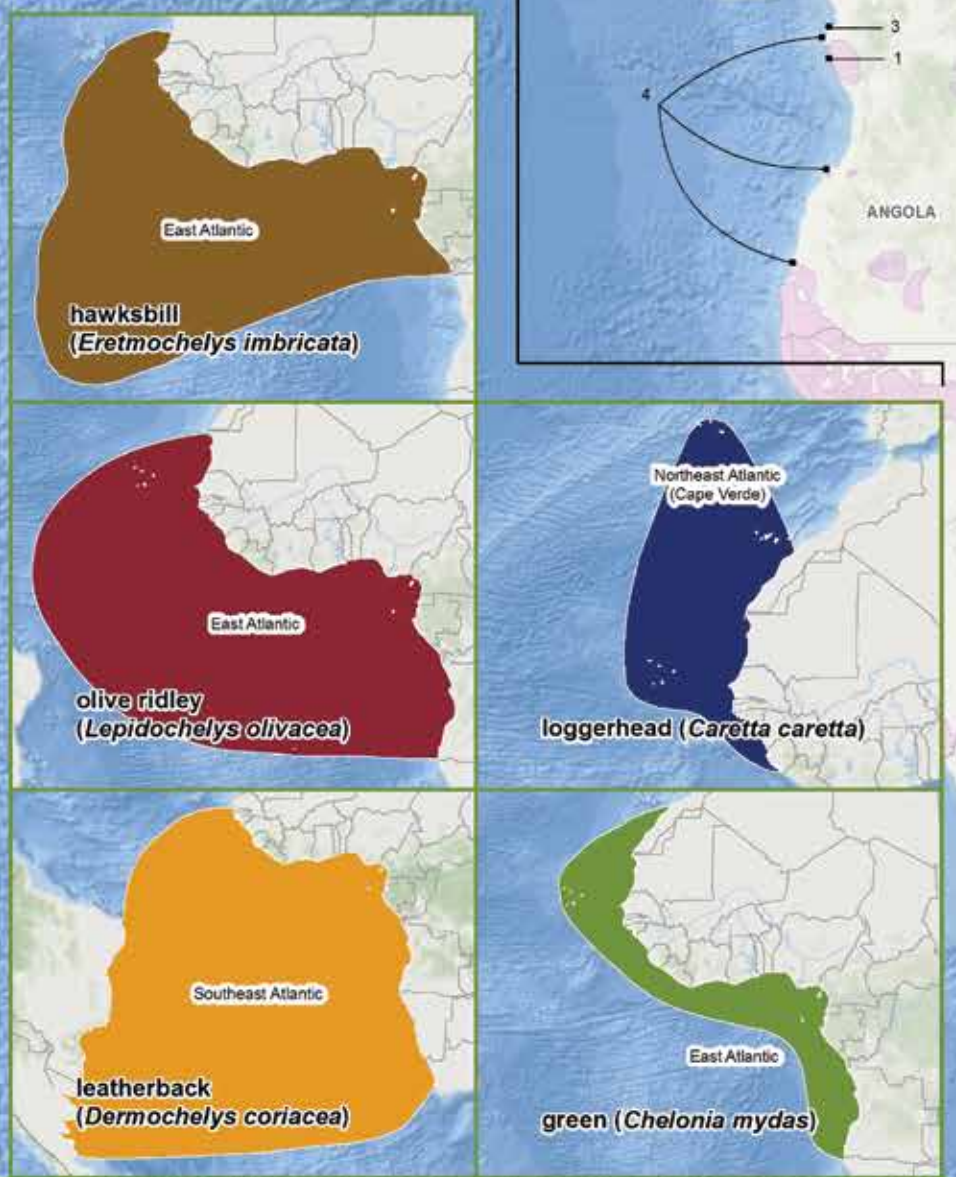 3
1
4
ANGOLA
East Atlantic
hawksbill
(Eretmochelys imbricata)
East Atlantic
olive ridley
(Lepidochelys olivacea)
Northeast Atlantic
(Cape Verde)
loggerhead (Caretta caretta)
Southeast Atlantic
leatherback
(Dermochelys coriacea)
East Atlantic
green (Chelonia mydas)